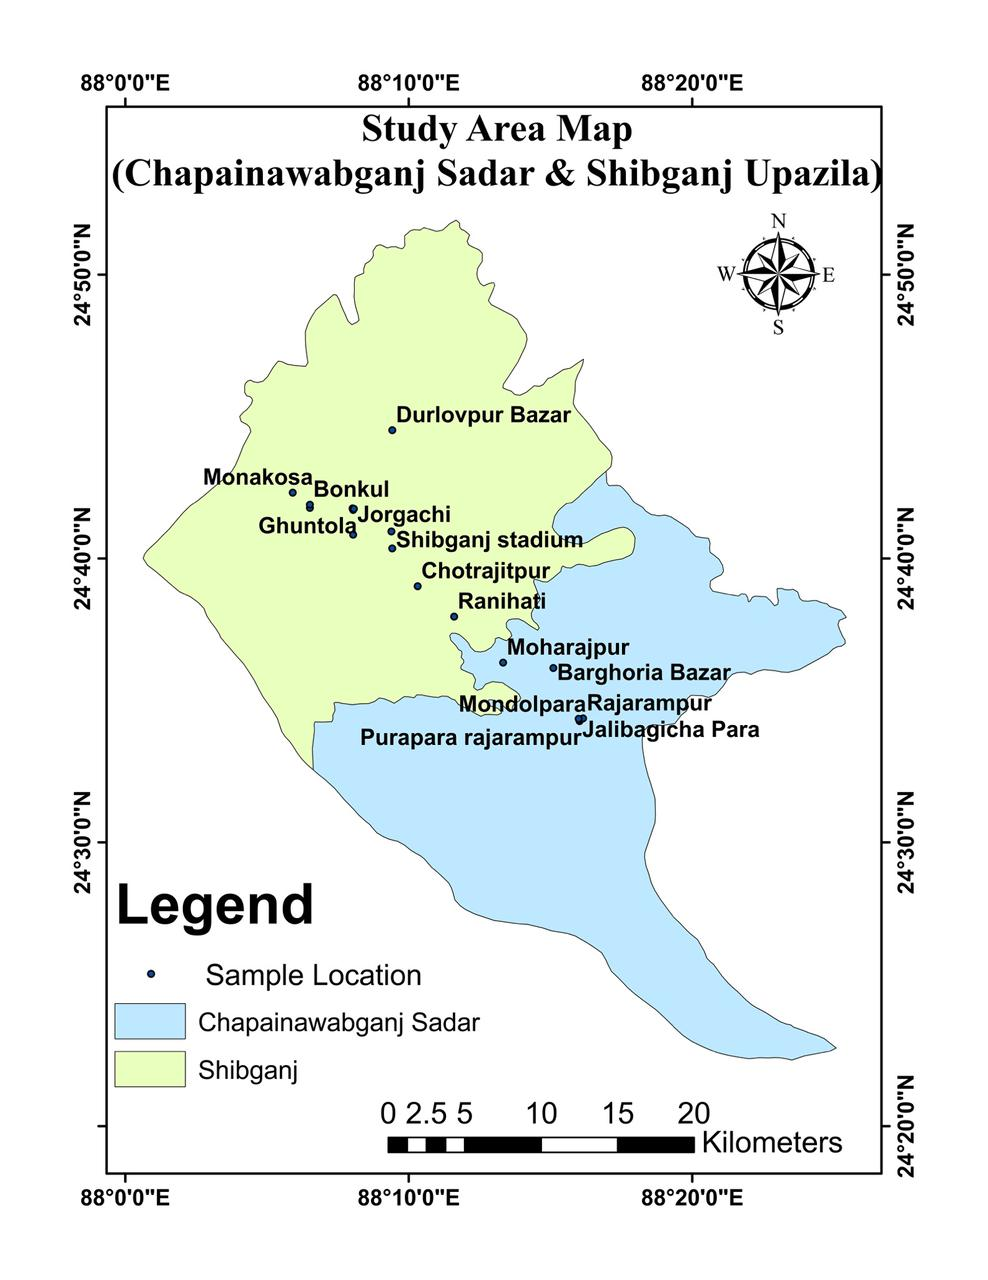 88°0'0"E 88°10'0"E 88°20'0"E
Study Area Map
(Chapainawabganj Sadar & Shibganj Upazila)
N
W E
S
24°50'0"N 24°50'0"N
Durlovpur Bazar
Monakosa
Bonkul
Jorgachi
Ghuntola
Shibganj stadium
24°40'0"N 24°40'0"N
Chotrajitpur
Ranihati
Moharajpur
Barghoria Bazar
Mondolpara Rajarampur
Jalibagicha Para
Purapara rajarampur
24°30'0"N 24°30'0"N
Legend
Sample Location
Chapainawabganj Sadar
Shibganj
0 2.5 5 10 15 20
Kilometers
24°20'0"N 24°20'0"N
88°0'0"E 88°10'0"E 88°20'0"E